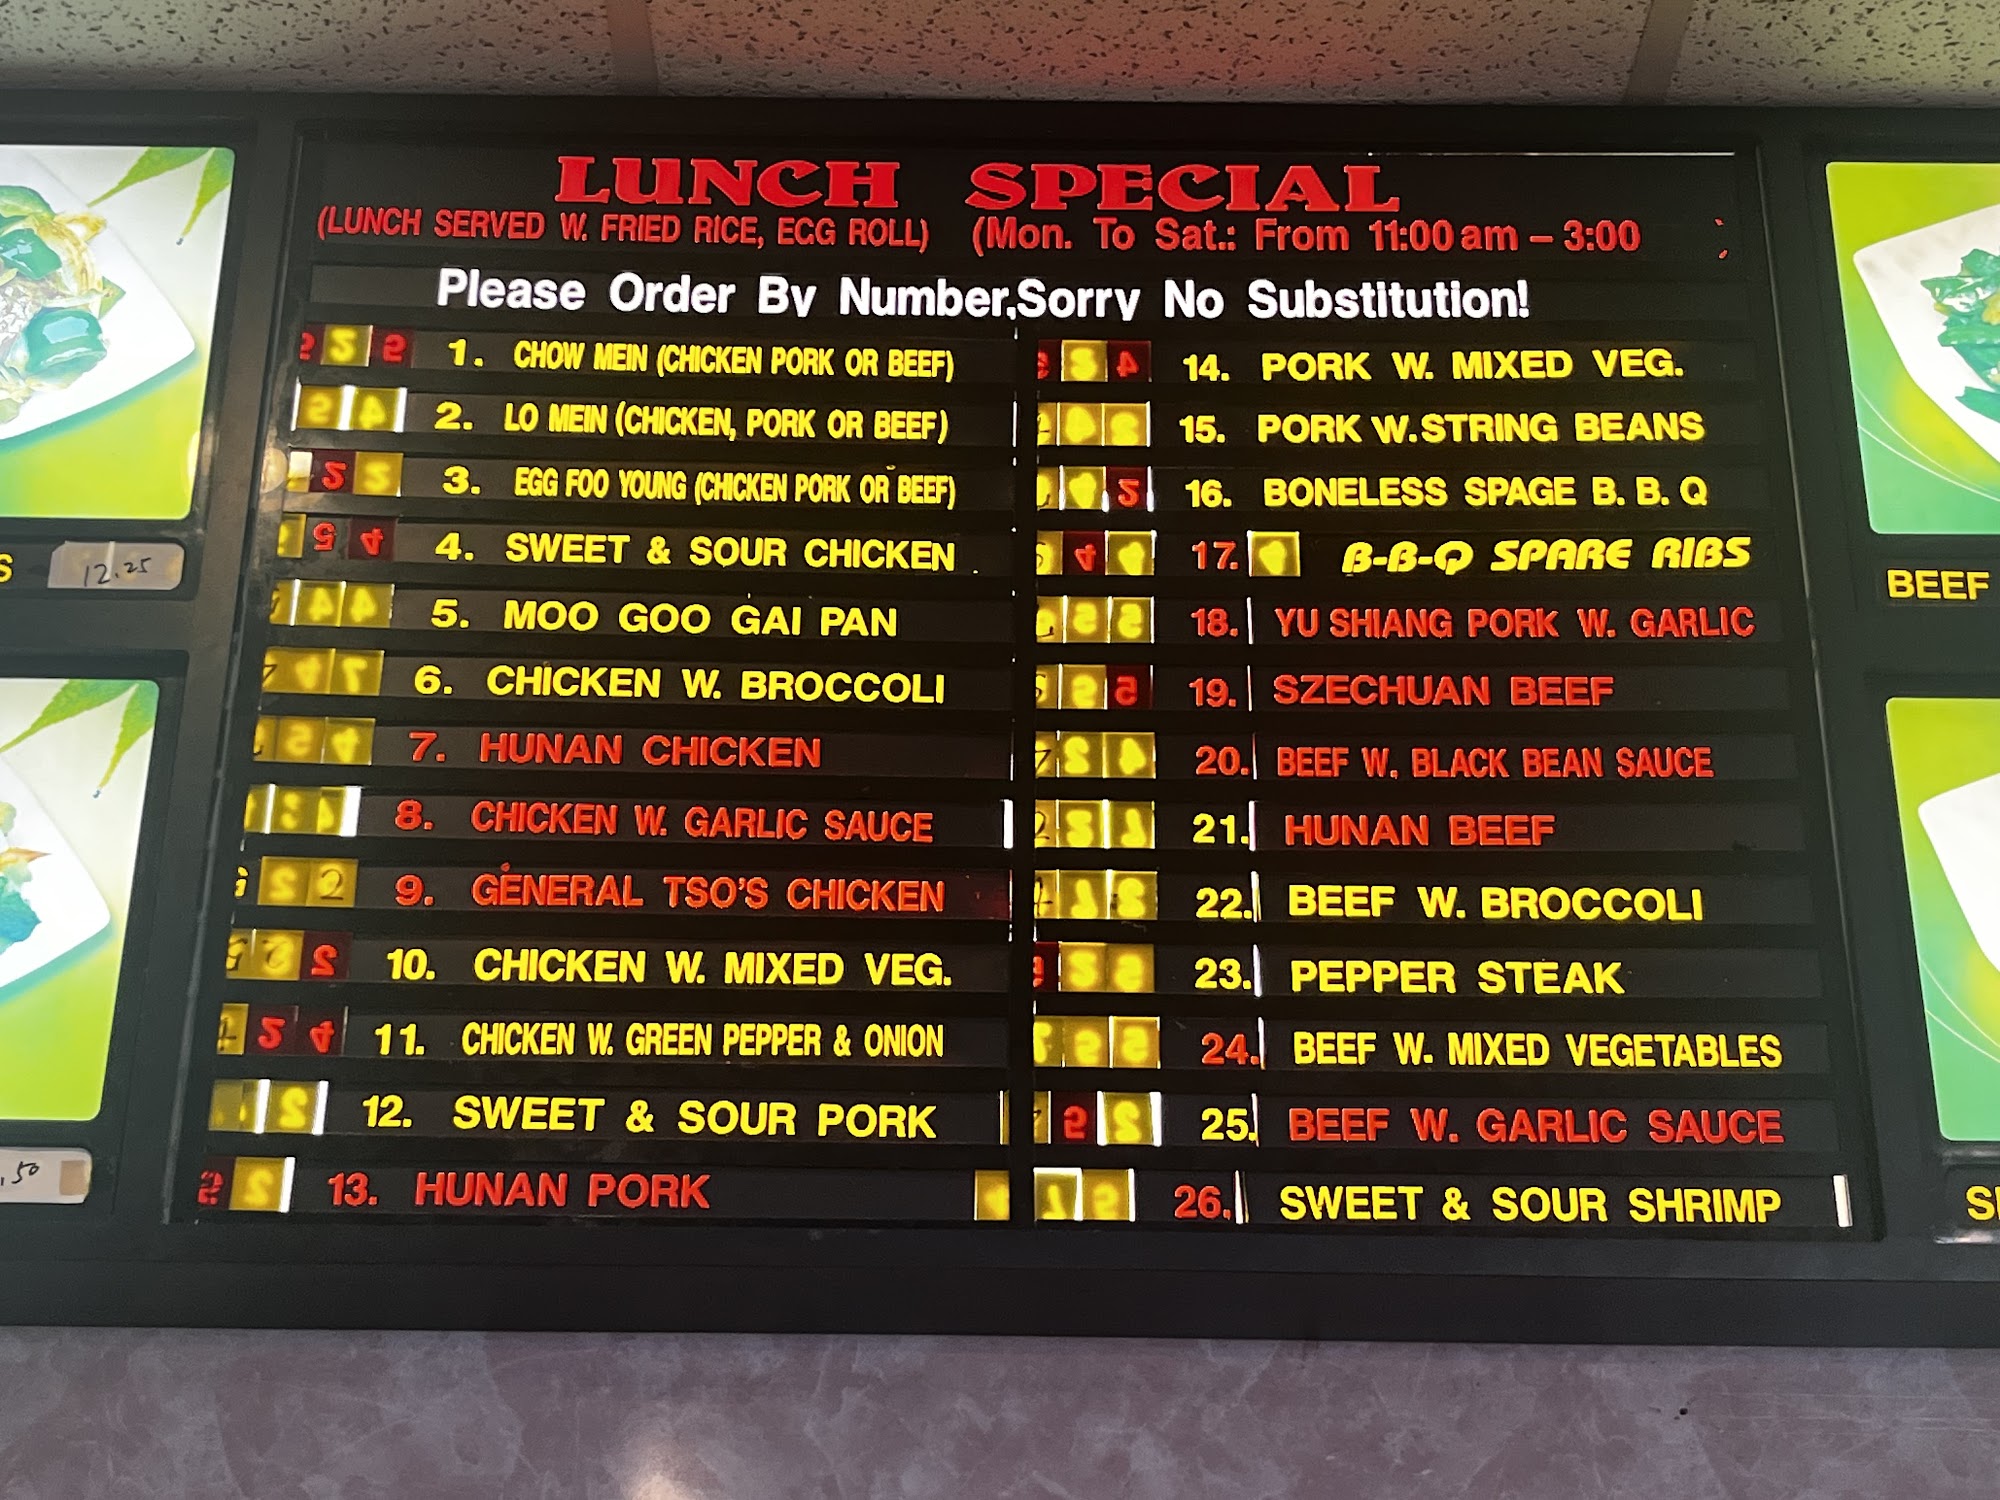 LUNCH SPECIAL
(LUNCH SERVED W. FRIED RICE, ECG ROLL) (Mon. To Sat.: From 11:00 am – 3:00
Please Order By Number,Sorry No Substitution!
1. CHOW MEIN (CHICKEN PORK OR BEEF)
2. LO MEIN (CHICKEN, PORK OR BEEF)
3. EGG FOO YOUNG (CHICKEN PORK OR BEEF)
4. SWEET & SOUR CHICKEN
5. MOO GOO GAI PAN
6. CHICKEN W. BROCCOLI
7. HUNAN CHICKEN
8. CHICKEN W. GARLIC SAUCE
9. GENERAL TSO'S CHICKEN
10. CHICKEN W. MIXED VEG.
11. CHICKEN W. GREEN PEPPER & ONION
12. SWEET & SOUR PORK
13. HUNAN PORK
14. PORK W. MIXED VEG.
15. PORK W. STRING BEANS
16. BONELESS SPAGE B. B. Q
17. B-B-Q SPARE RIBS
18. YU SHIANG PORK W. GARLIC
19. SZECHUAN BEEF
20. BEEF W. BLACK BEAN SAUCE
21. HUNAN BEEF
22. BEEF W. BROCCOLI
23. PEPPER STEAK
24. BEEF W. MIXED VEGETABLES
25. BEEF W. GARLIC SAUCE
26. SWEET & SOUR SHRIMP
12.25
.50
BEEF